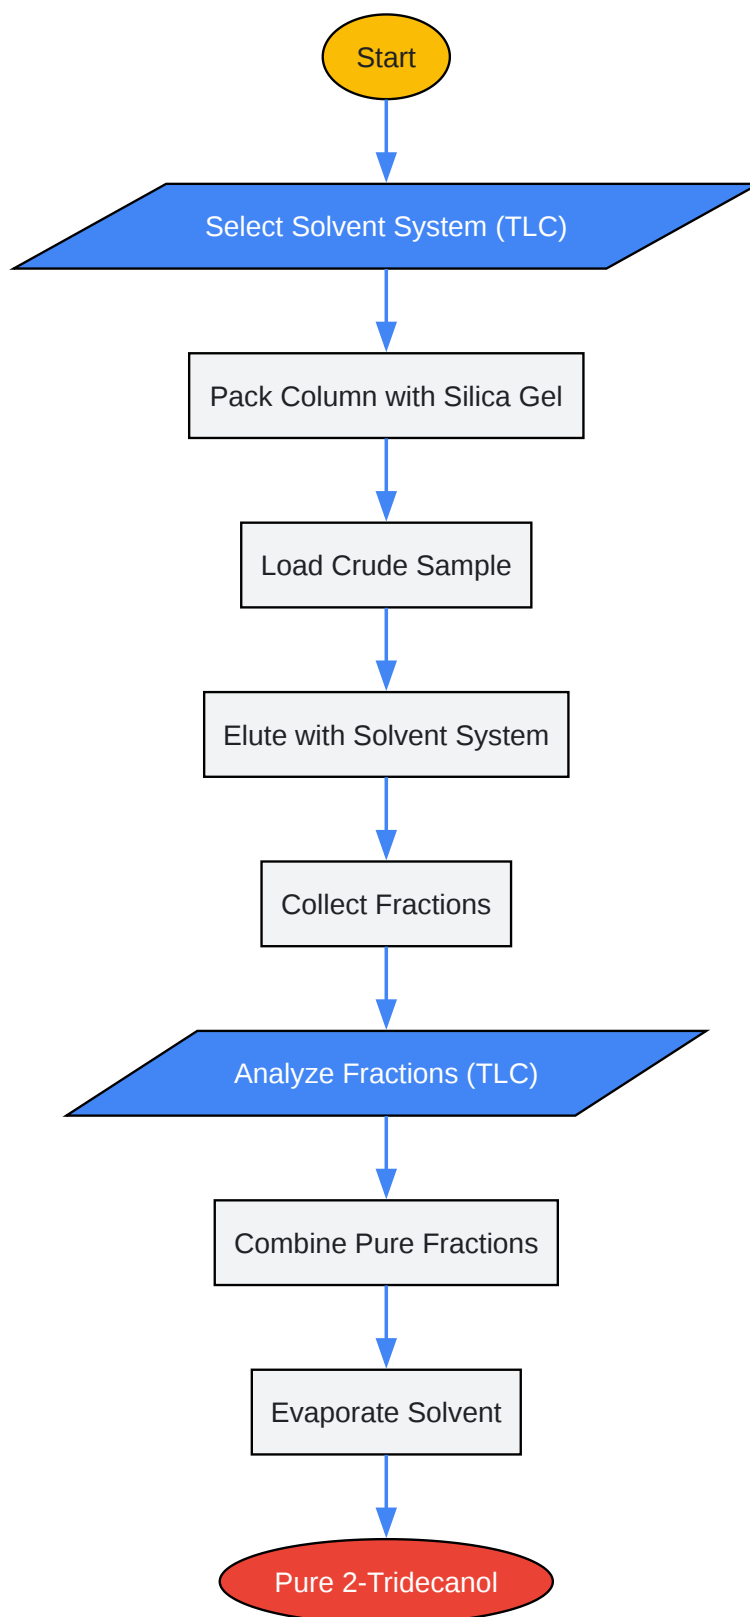 Start
Select Solvent System (TLC)
Pack Column with Silica Gel
Load Crude Sample
Elute with Solvent System
Collect Fractions
Analyze Fractions (TLC)
Combine Pure Fractions
Evaporate Solvent
Pure 2-Tridecanol